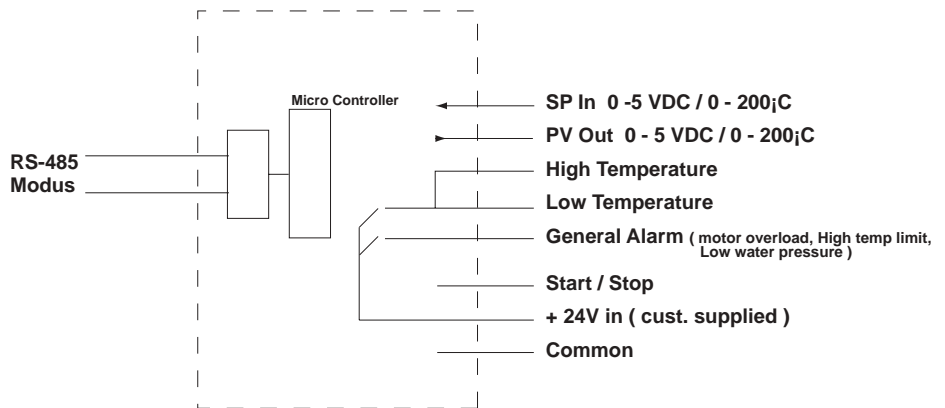 Micro Controller
RS-485
Modus
SP In 0 -5 VDC / 0 - 200¡C
PV Out 0 - 5 VDC / 0 - 200¡C
High Temperature
Low Temperature
General Alarm ( motor overload, High temp limit,
Low water pressure )
Start / Stop
+ 24V in ( cust. supplied )
Common